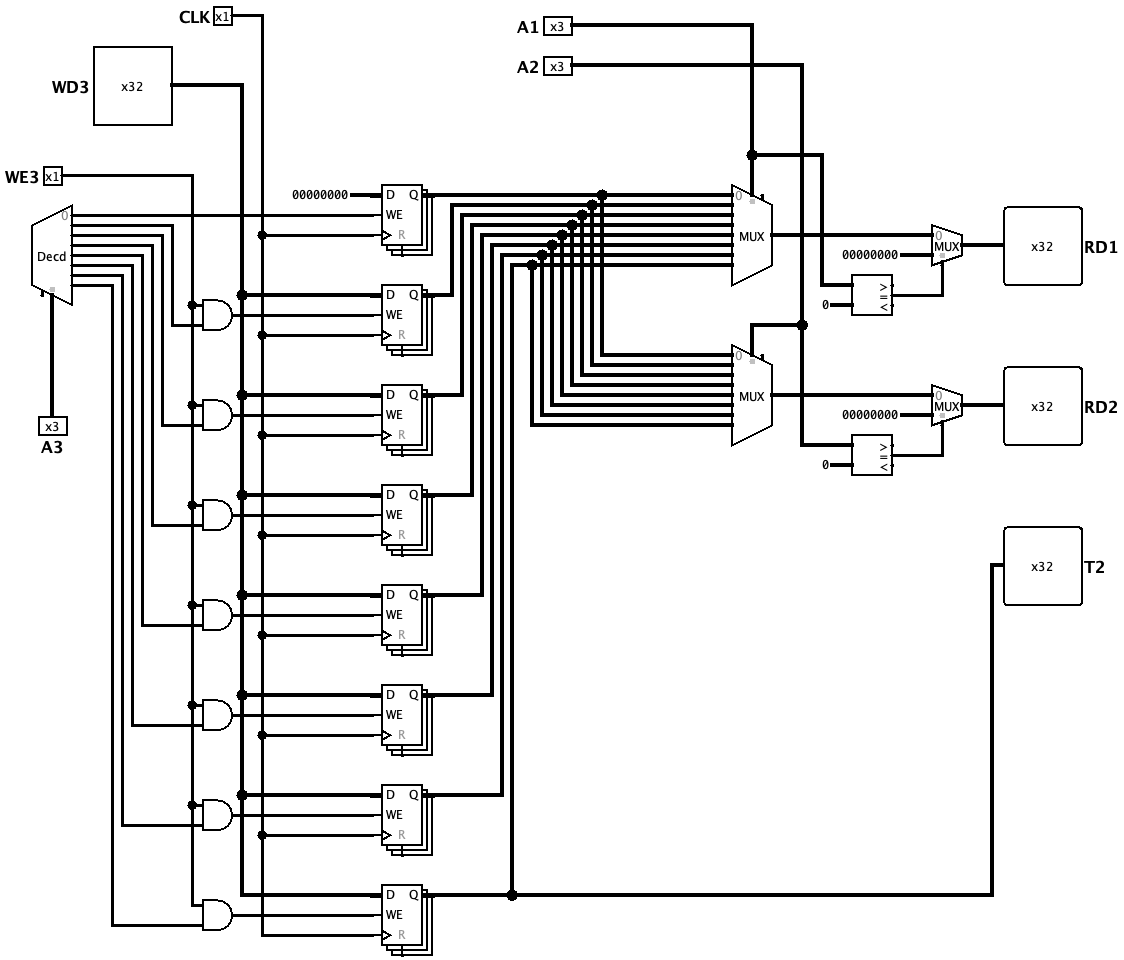 CLK x1
A1 x3
A2 x3
WD3 x32
WE3 x1
0
Decd
x3
A3
00000000 D Q
WE
R
D Q
WE
R
D Q
WE
R
D Q
WE
R
D Q
WE
R
D Q
WE
R
D Q
WE
R
D Q
WE
R
0
MUX
0
MUX
00000000
x32 RD1
>
=
<
0
0
MUX
0
MUX
00000000
x32 RD2
>
=
<
0
x32 T2